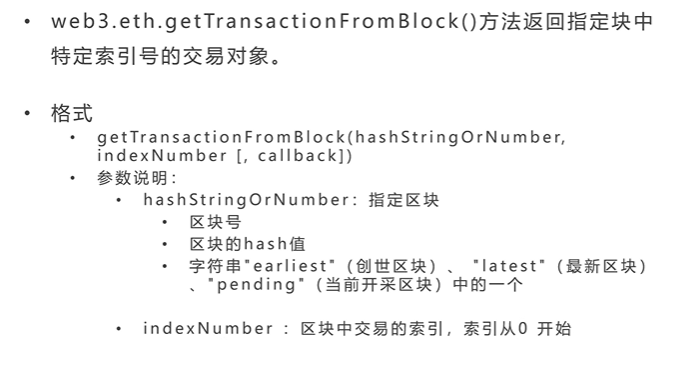 • web3.eth.getTransactionFromBlock()方法返回指定块中
特定索引号的交易对象。
• 格式
• getTransactionFromBlock(hashStringOrNumber,
indexNumber [, callback])
• 参数说明：
• hashStringOrNumber：指定区块
• 区块号
• 区块的hash值
• 字符串"earliest"（创世区块）、 "latest"（最新区块）
、"pending"（当前开采区块）中的一个
• indexNumber ：区块中交易的索引，索引从0 开始